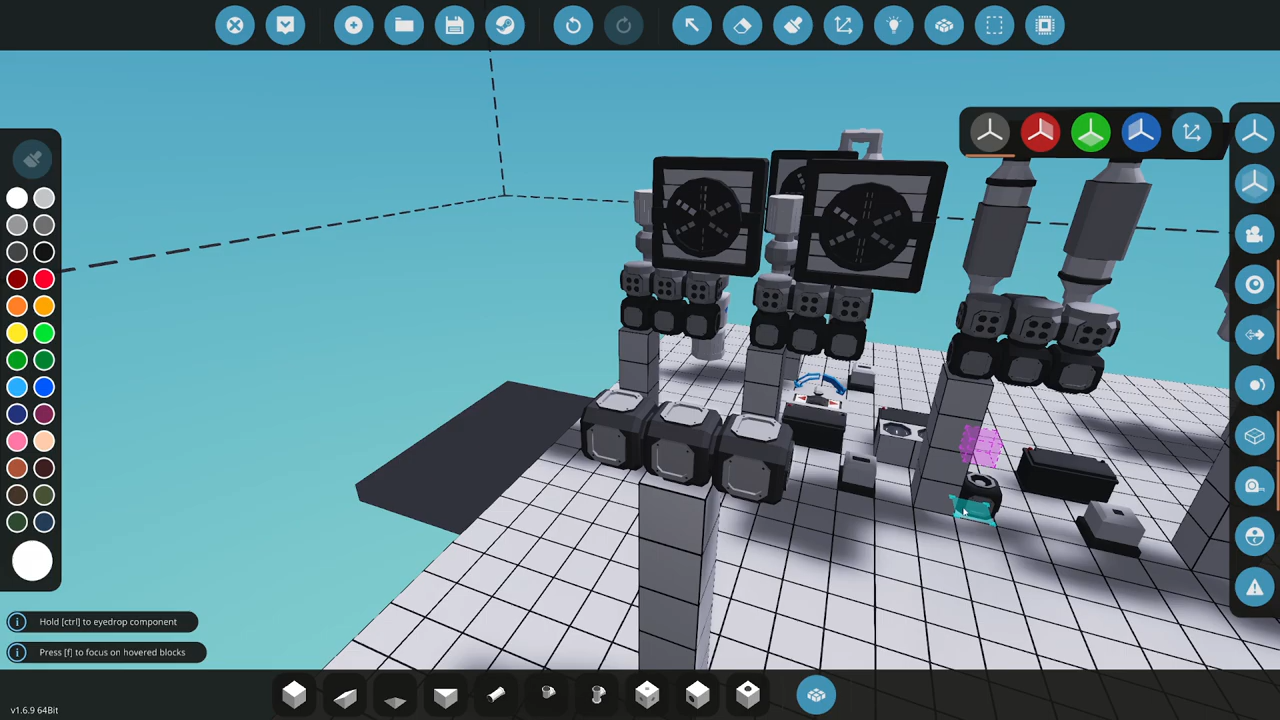 Hold [ctrl] to eyedrop component
Press [f] to focus on hovered blocks
v1.6.9 64Bit